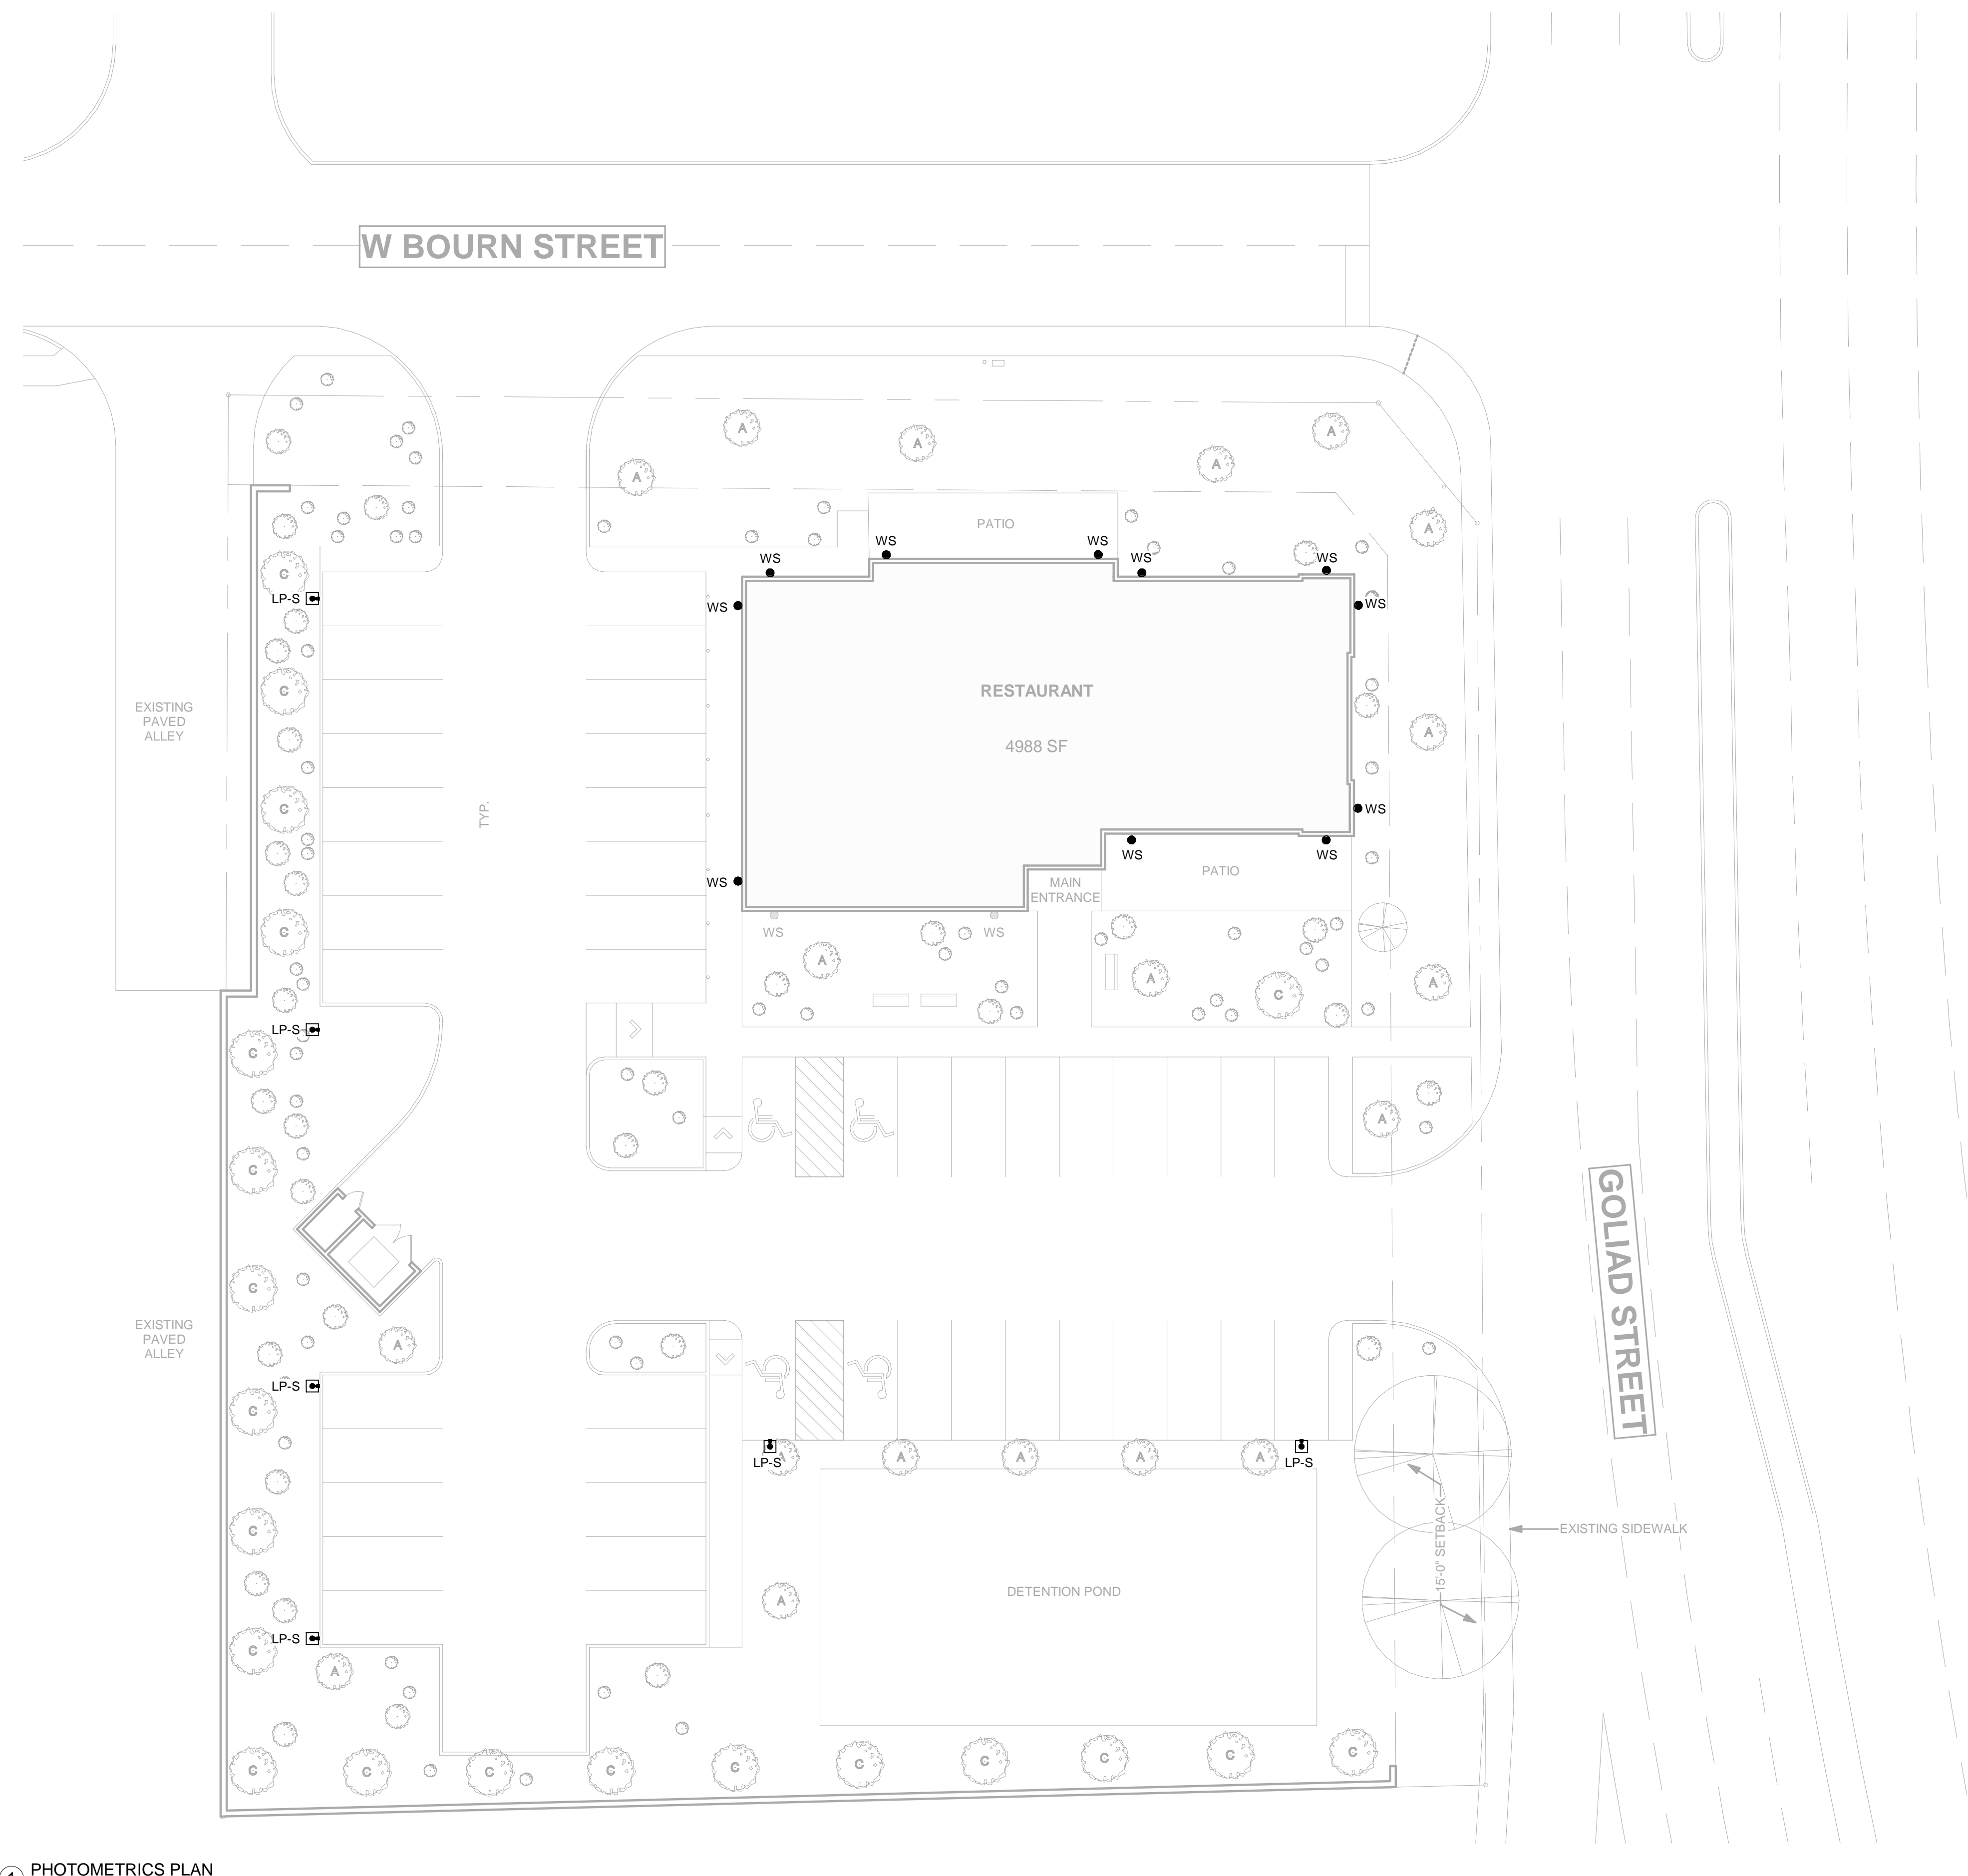 W BOURN STREET
A
A
A
A
A
A
PATIO
WS
WS
WS
WS
WS
WS
C
LP-S
WS
WS
RESTAURANT
C
EXISTING
PAVED
ALLEY
A
4988 SF
TYP.
C
WS
WS
WS
PATIO
WS
MAIN
ENTRANCE
C
WS
WS
A
A
C
A
LP-S
C
A
C
GOLIAD STREET
C
EXISTING
PAVED
ALLEY
A
LP-S
C
A
A
A
A
A
LP-S
LP-S
C
15'-0" SETBACK
EXISTING SIDEWALK
DETENTION POND
A
LP-S
C
A
C
C
C
C
C
C
C
C
C
C
1
PHOTOMETRICS PLAN